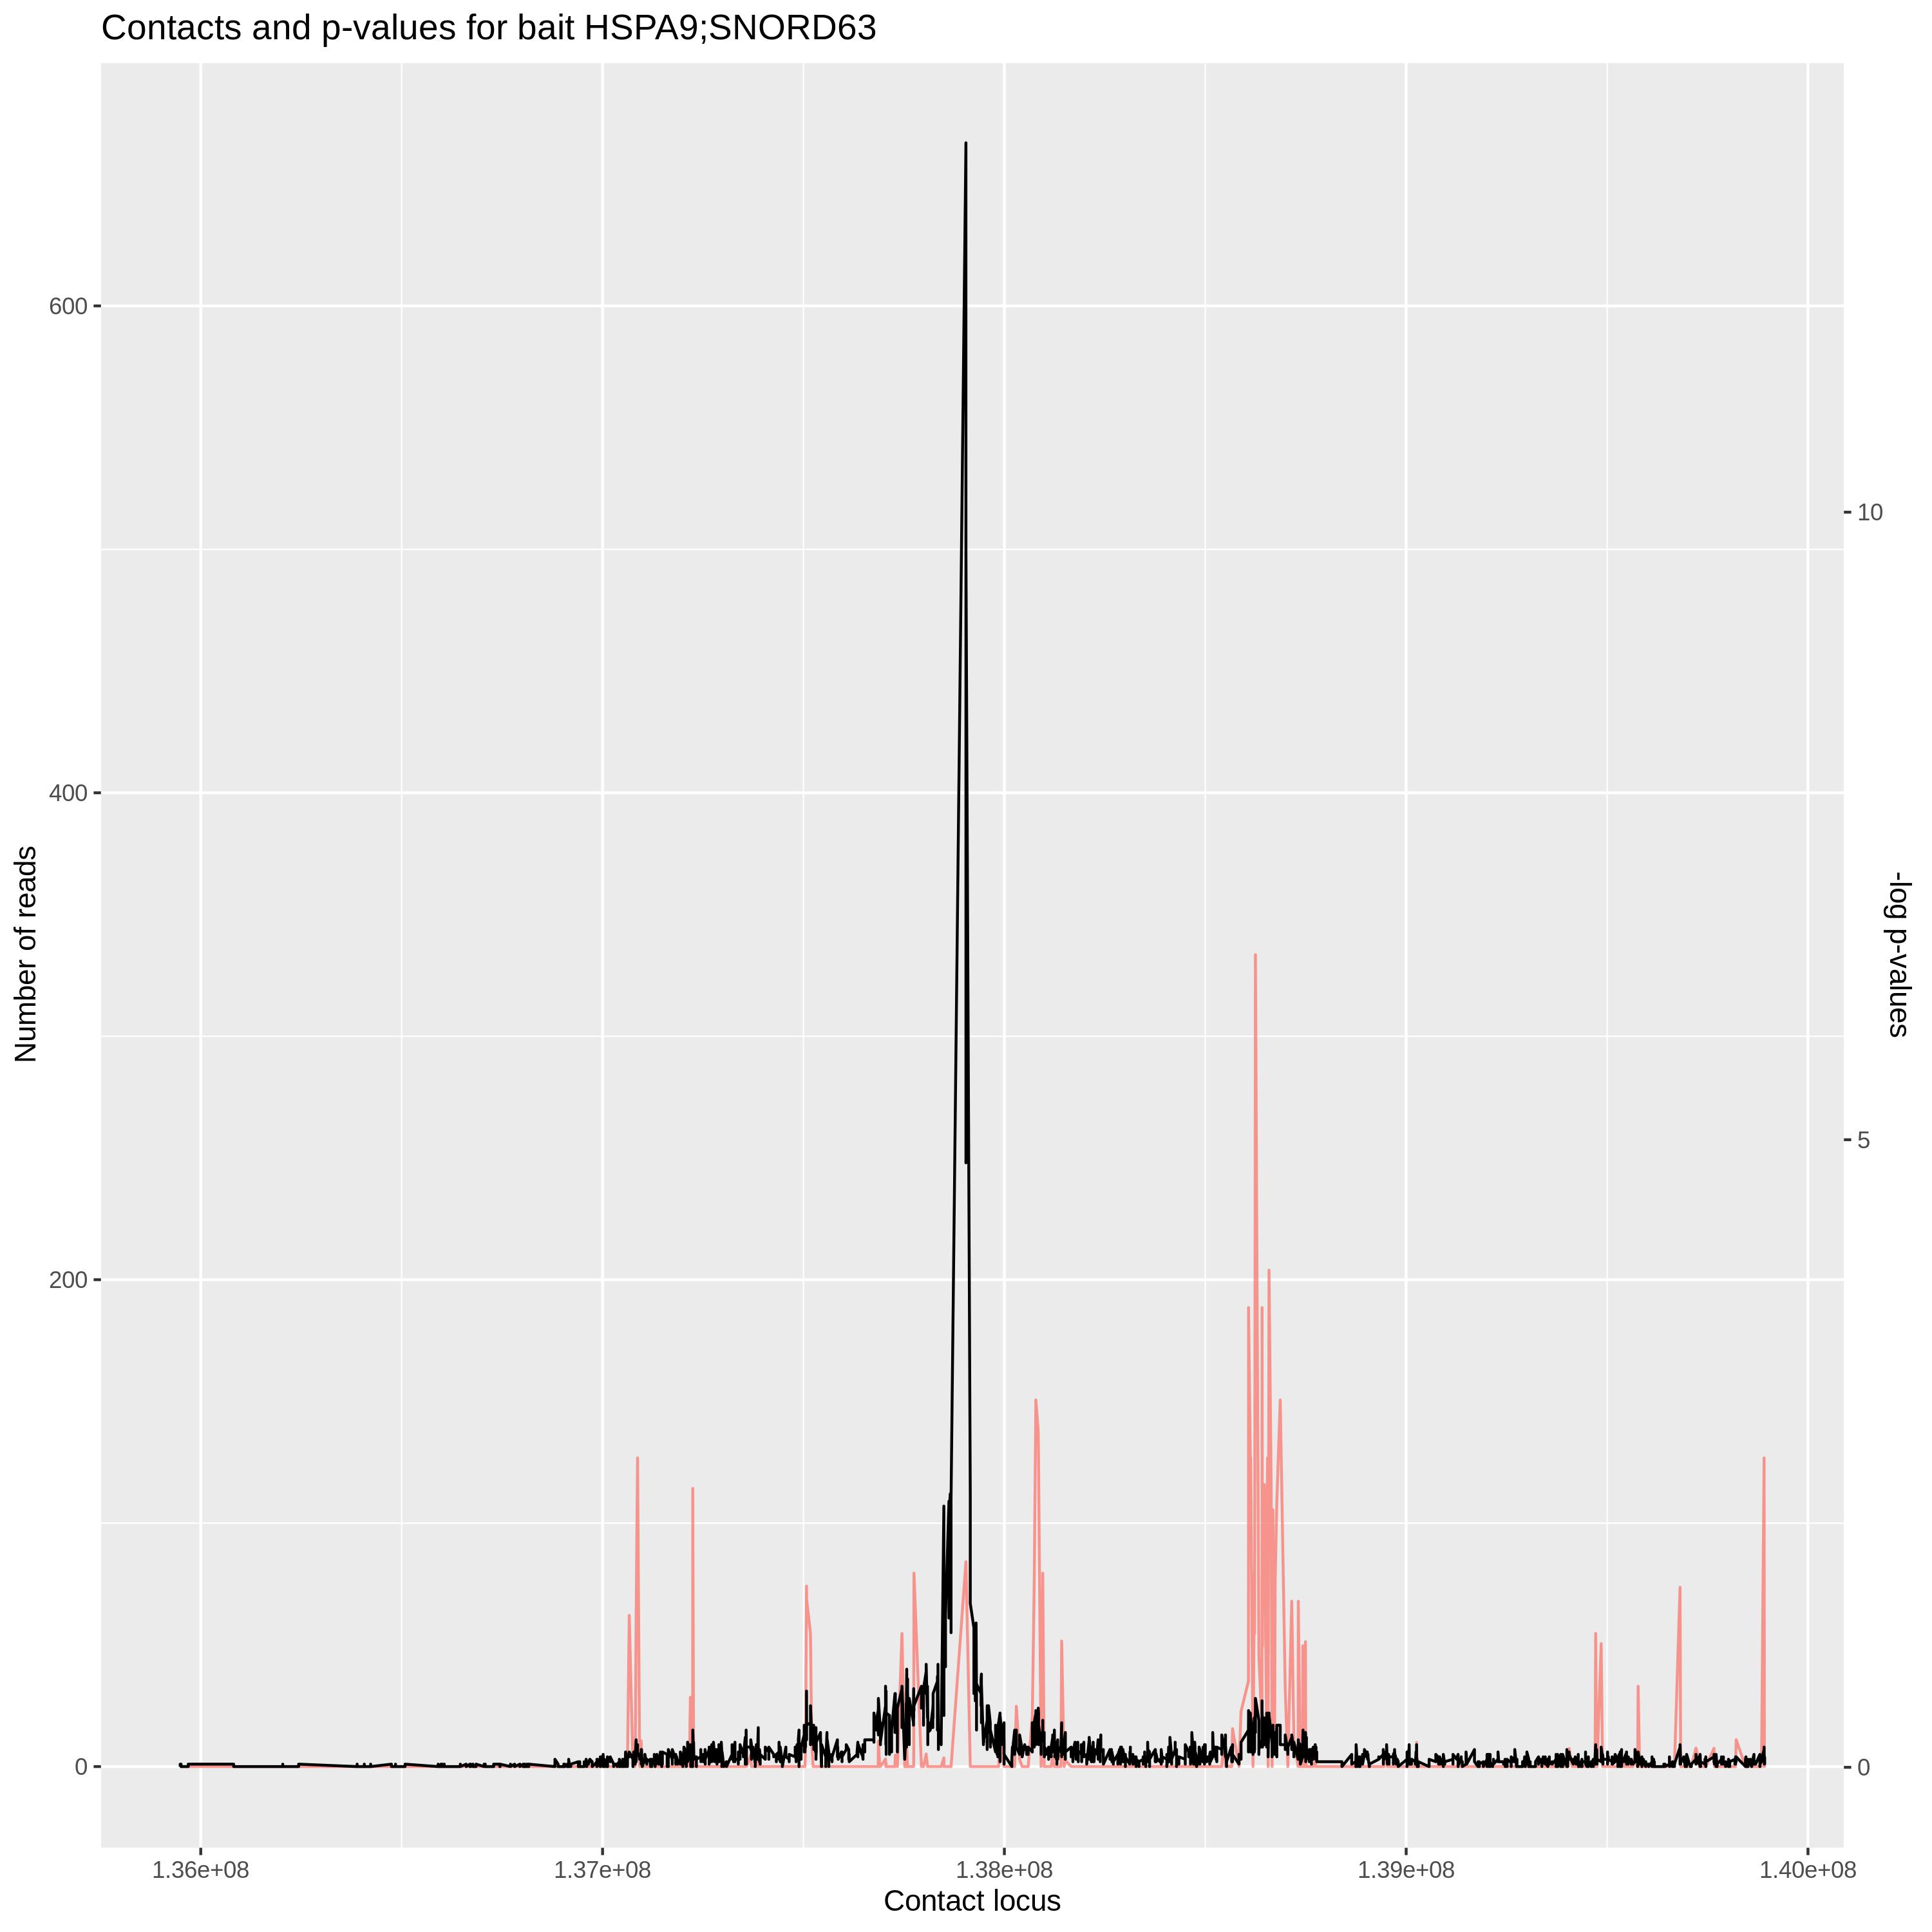 Contacts and p-values for bait HSPA9;SNORD63
600
400
200
0
Number of reads
10
5
0
-log p-values
1.36e+08
1.37e+08
1.38e+08
1.39e+08
1.40e+08
Contact locus